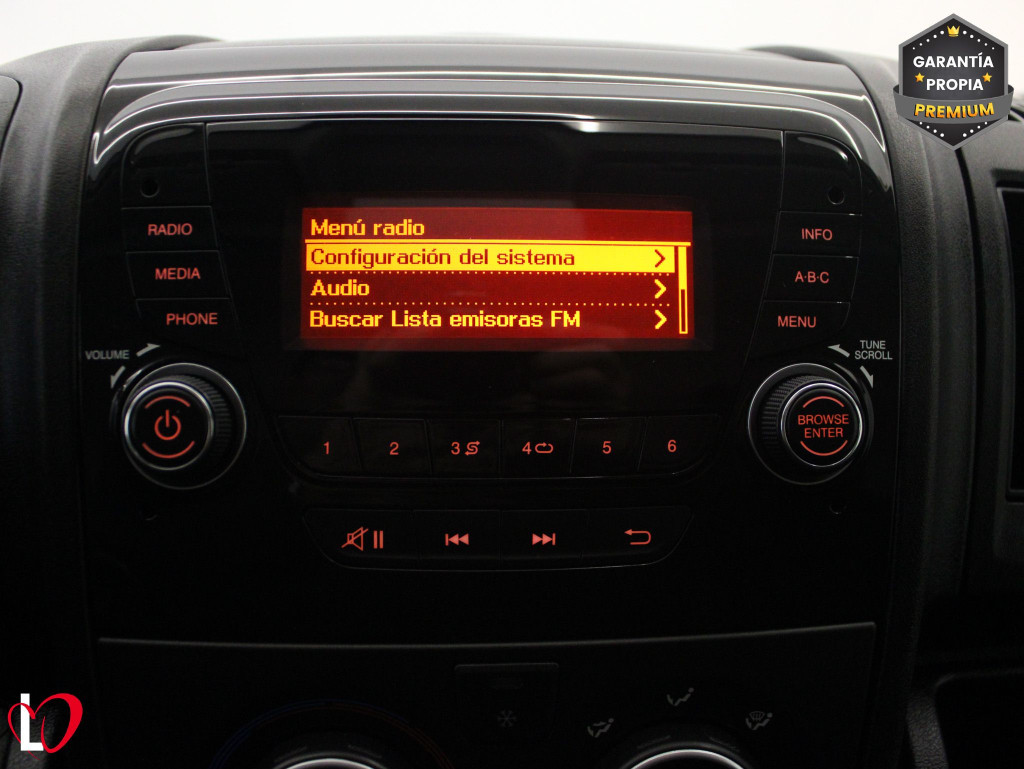 GARANTÍA
PROPIA
PREMIUM
RADIO
MEDIA
PHONE
VOLUME
Menú radio
Configuración del sistema
Audio
Buscar Lista emisoras FM
INFO
A·B·C
MENU
TUNE
SCROLL
BROWSE
ENTER
1 2 3 4 5 6
L